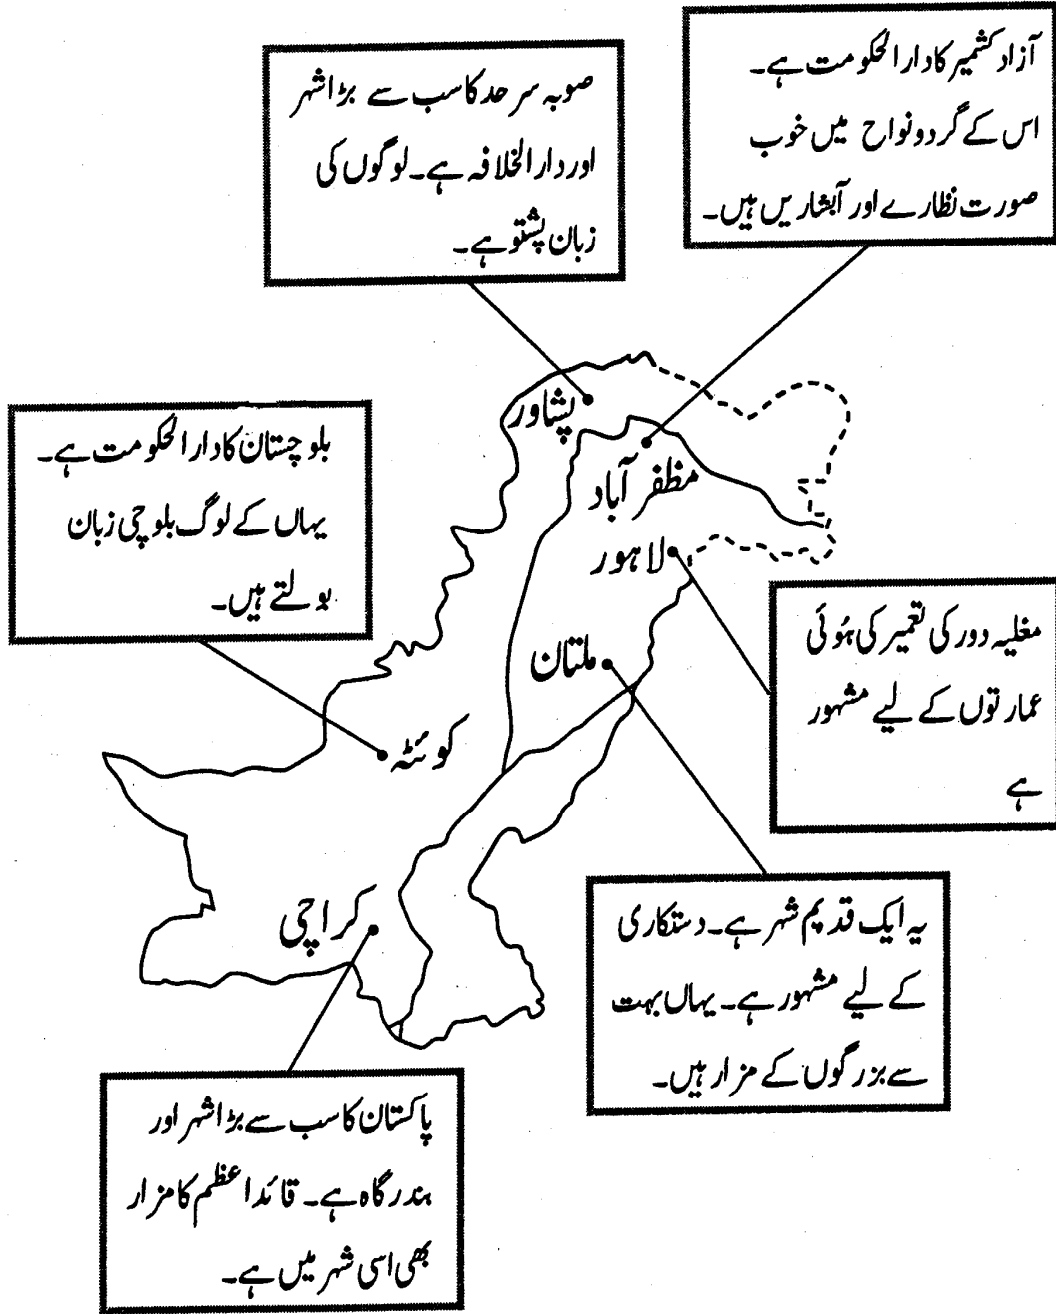 آزاد کشمیر کا دارالحکومت ہے۔
اس کے گردونواح میں خوب
صورت نظارے اور آبشاریں ہیں۔
صوبہ سرحد کا سب سے بڑا شہر
اور دارالخلافہ ہے۔ لوگوں کی
زبان پشتو ہے۔
پشاور
مظفر آباد
بلوچستان کا دارالحکومت ہے۔
یہاں کے لوگ بلوچی زبان
بولتے ہیں۔
لاہور
مغلیہ دور کی تعمیر کی ہوئی
عمارتوں کے لیے مشہور
ہے
ملتان
کوئٹہ
یہ ایک قدیم شہر ہے۔ دستکاری
کے لیے مشہور ہے۔ یہاں بہت
سے بزرگوں کے مزار ہیں۔
کراچی
پاکستان کا سب سے بڑا شہر اور
بندرگاہ ہے۔ قائداعظم کا مزار
بھی اسی شہر میں ہے۔